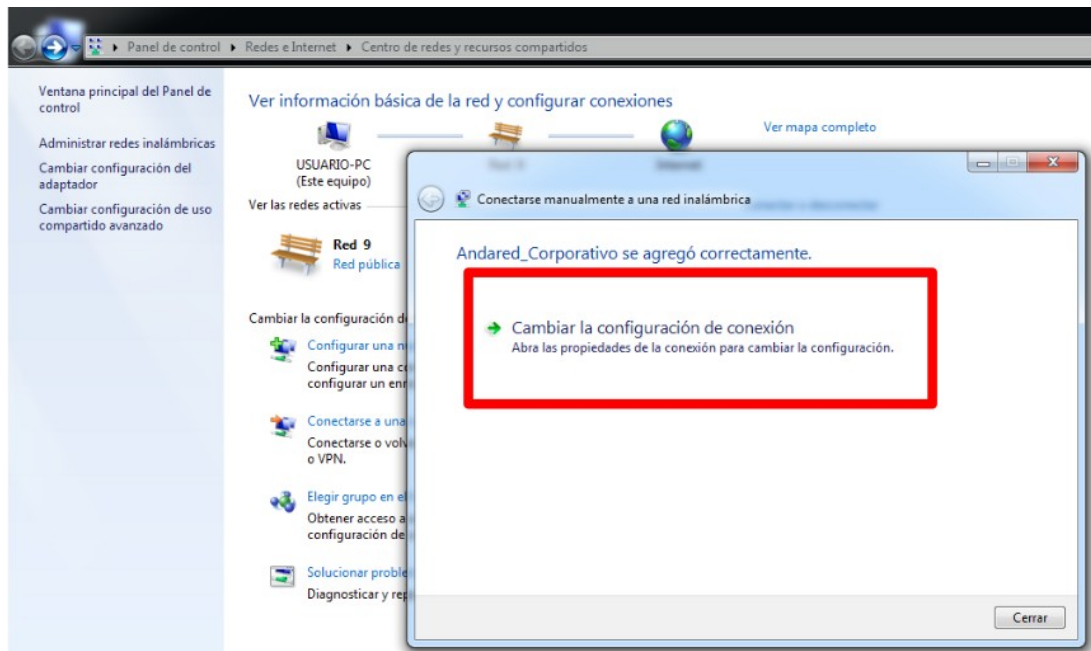 Panel de control ▸ Redes e Internet ▸ Centro de redes y recursos compartidos
Ventana principal del Panel de
control
Administrar redes inalámbricas
Cambiar configuración del
adaptador
Cambiar configuración de uso
compartido avanzado
Ver información básica de la red y configurar conexiones
Ver mapa completo
USUARIO-PC
(Este equipo)
Ver las redes activas
Red 9
Red pública
Cambiar la configuración d
Configurar una n
Configurar una c
configurar un enr
Conectarse a una
Conectarse o volv
o VPN.
Elegir grupo en el
Obtener acceso a
configuración de
Solucionar proble
Diagnosticar y rep
Conectarse manualmente a una red inalámbrica
Andared_Corporativo se agregó correctamente.
Cambiar la configuración de conexión
Abra las propiedades de la conexión para cambiar la configuración.
Cerrar